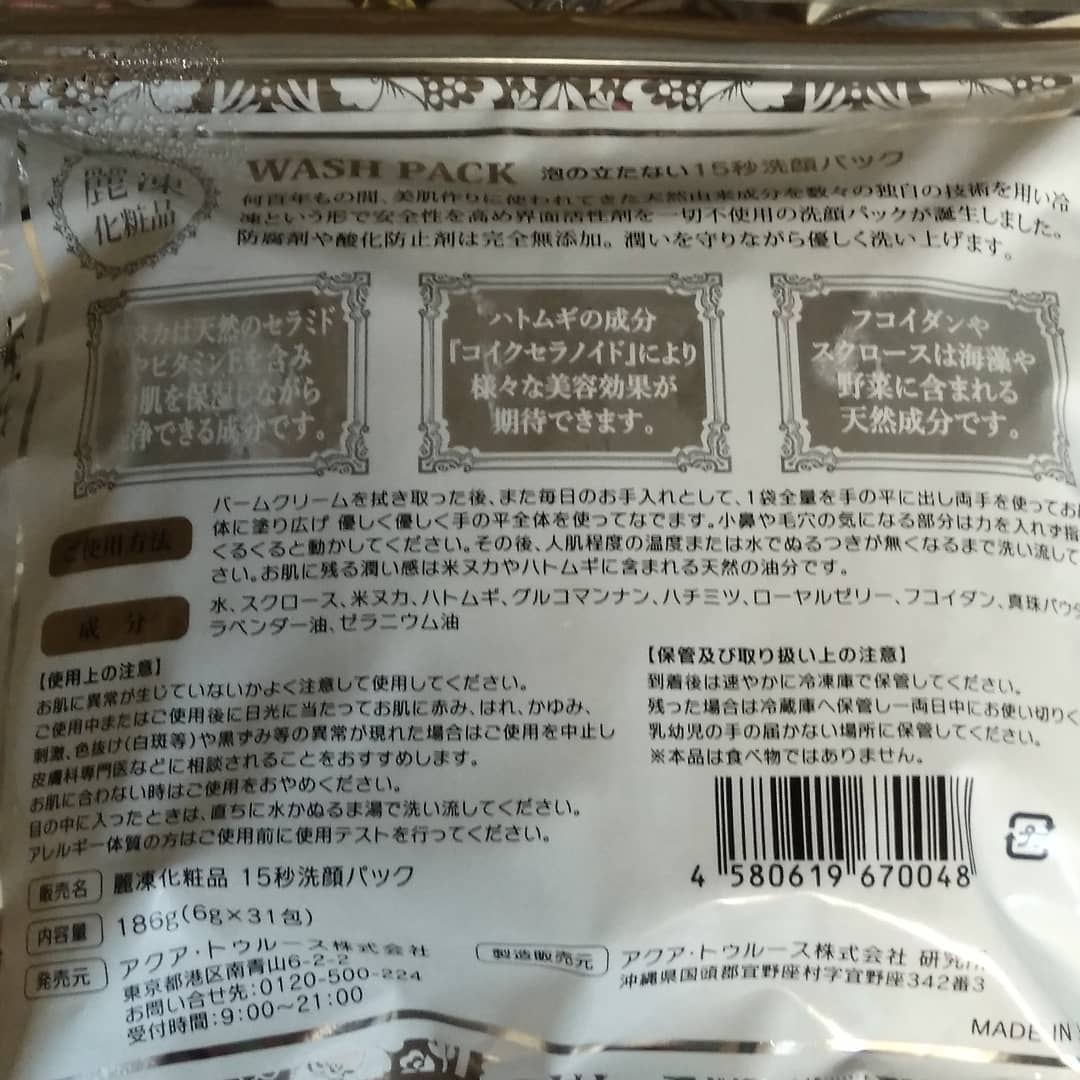 麗凍
化粧品
WASH PACK 泡の立たない15秒洗顔パック
何百年もの間、美肌作りに使われてきた天然由来成分を数々の独自の技術を用い冷
凍という形で安全性を高め界面活性剤を一切不使用の洗顔パックが誕生しました。
防腐剤や酸化防止剤は完全無添加。潤いを守りながら優しく洗い上げます。
ヌカは天然のセラミド
やビタミンEを含み
肌を保湿しながら
浄できる成分です。
ハトムギの成分
『コイクセラノイド』により
様々な美容効果が
期待できます。
フコイダンや
スクロースは海藻や
野菜に含まれる
天然成分です。
ご使用方法
バームクリームを拭き取った後、また毎日のお手入れとして、1袋全量を手の平に出し両手を使ってお
体に塗り広げ 優しく優しく手の平全体を使ってなでます。小鼻や毛穴の気になる部分は力を入れず指
くるくると動かしてください。その後、人肌程度の温度または水でぬるつきが無くなるまで洗い流して
さい。お肌に残る潤い感は米ヌカやハトムギに含まれる天然の油分です。
成 分
水、スクロース、米ヌカ、ハトムギ、グルコマンナン、ハチミツ、ローヤルゼリー、フコイダン、真珠パウダ
ラベンダー油、ゼラニウム油
【使用上の注意】
お肌に異常が生じていないかよく注意して使用してください。
ご使用中またはご使用後に日光に当たってお肌に赤み、はれ、かゆみ、
刺激、色抜け(白斑等)や黒ずみ等の異常が現れた場合はご使用を中止し
皮膚科専門医などに相談されることをおすすめします。
お肌に合わない時はご使用をおやめください。
目の中に入ったときは、直ちに水かぬるま湯で洗い流してください。
アレルギー体質の方はご使用前に使用テストを行ってください。
【保管及び取り扱い上の注意】
到着後は速やかに冷凍庫で保管してください。
残った場合は冷蔵庫へ保管し一両日中にお使い切りく
乳幼児の手の届かない場所に保管してください。
※本品は食べ物ではありません。
4 580619 670048
プラ
販売名 麗凍化粧品 15秒洗顔パック
内容量 186g(6g×31包)
発売元 アクア・トゥルース株式会社
東京都港区南青山6-2-2
お問い合せ先:0120-500-224
受付時間:9:00~21:00
製造販売元 アクア・トゥルース株式会社 研究所
沖縄県国頭郡宜野座村字宜野座342番3
MADE IN